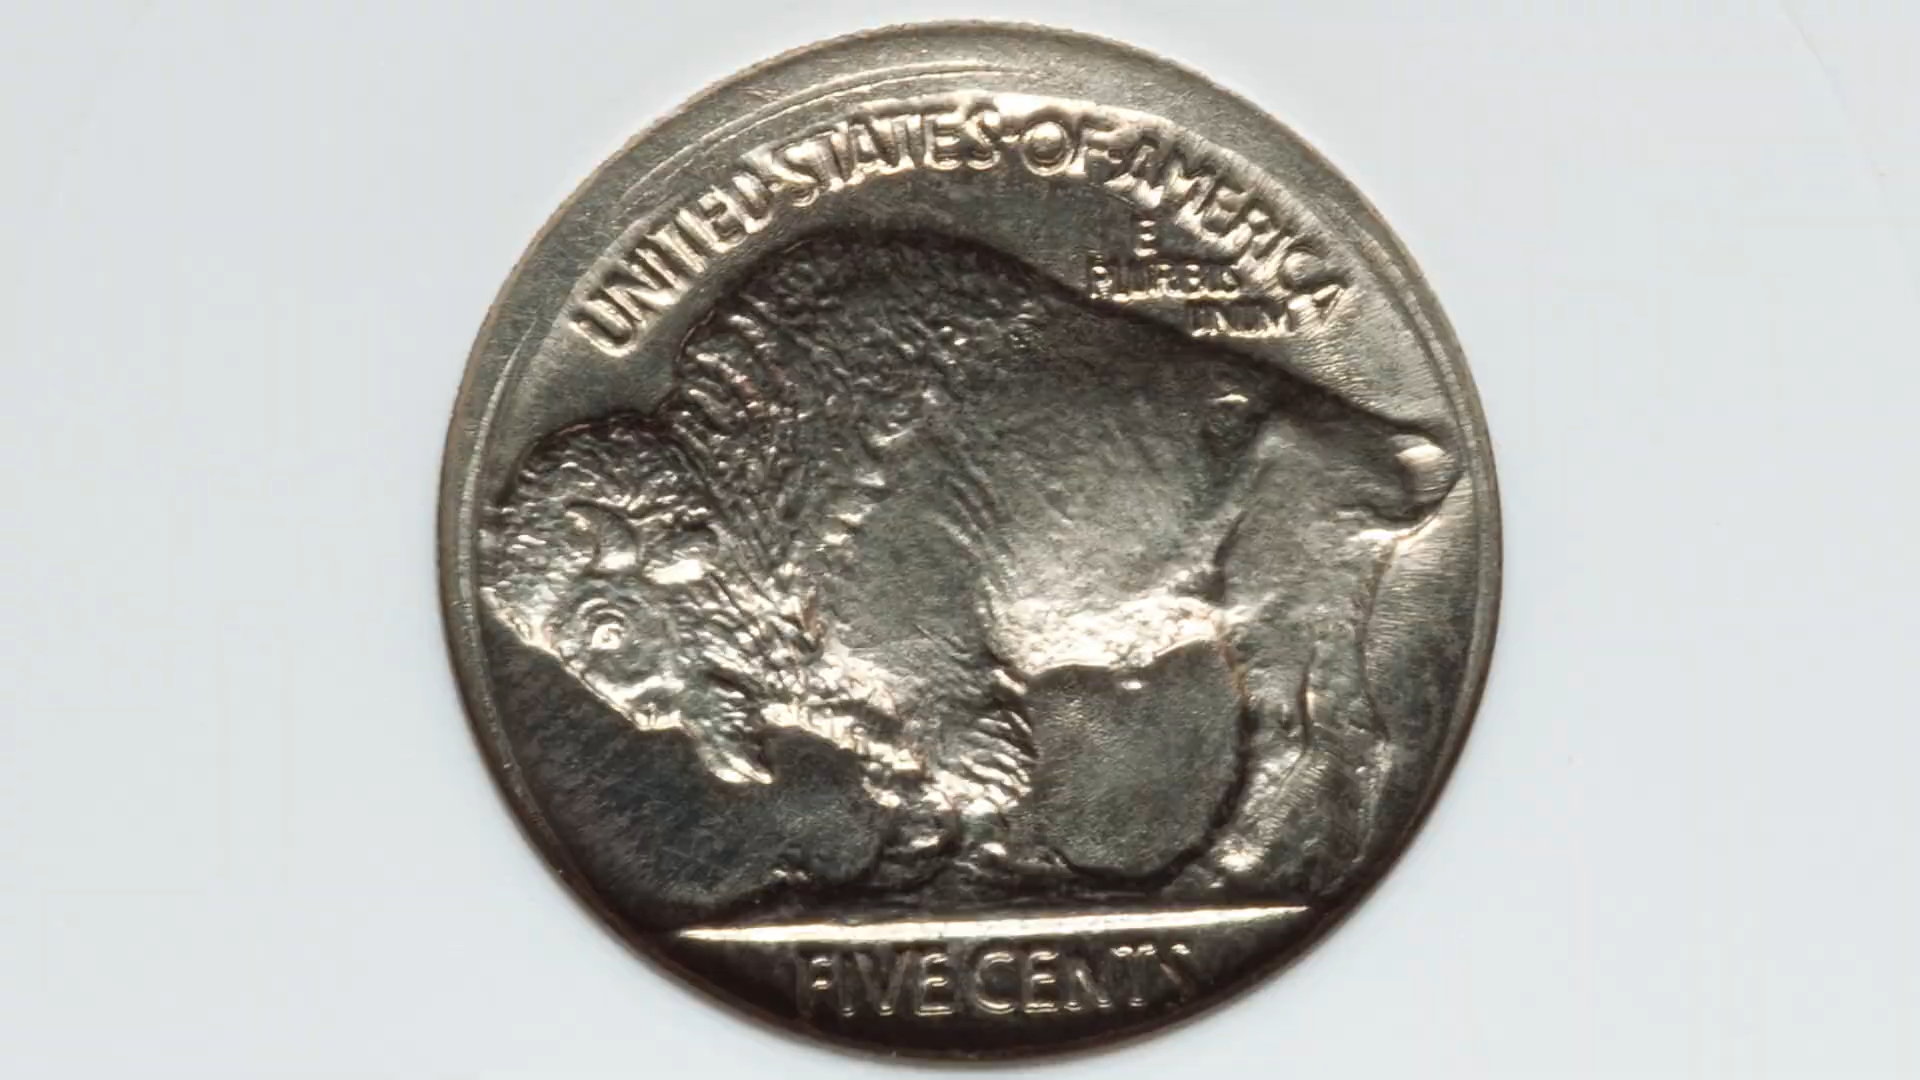 UNITED·STATES·OF·AMERICA
E
PLURIBUS
UNUM
FIVE CENTS